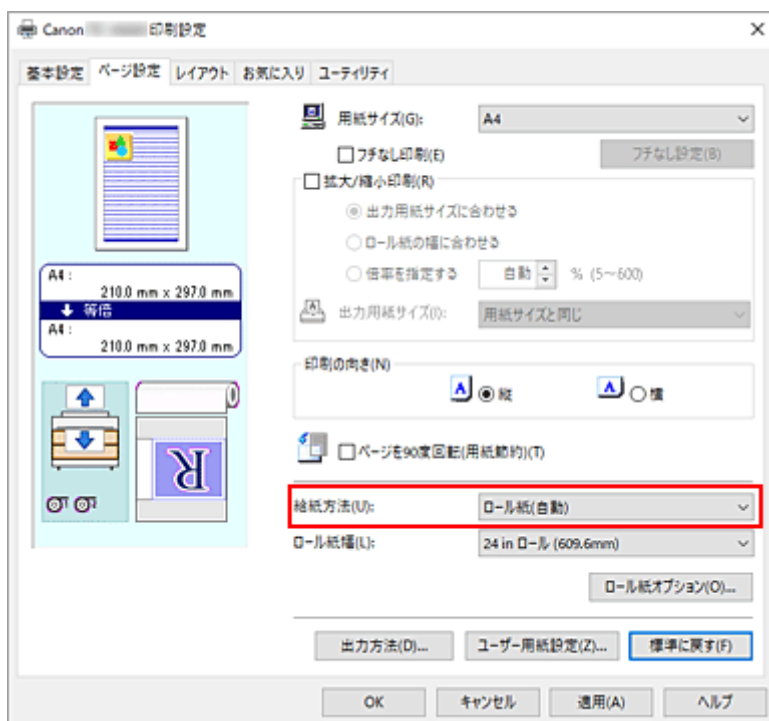 Canon 印刷設定
基本設定 ページ設定 レイアウト お気に入り ユーティリティ
用紙サイズ(G): A4
フチなし印刷(E) フチなし設定(B)
拡大/縮小印刷(R)
出力用紙サイズに合わせる
ロール紙の幅に合わせる
倍率を指定する 自動 % (5～600)
出力用紙サイズ(I): 用紙サイズと同じ
A4 :
210.0 mm x 297.0 mm
等倍
A4 :
210.0 mm x 297.0 mm
印刷の向き(N)
A 縦 A 横
ページを90度回転(用紙節約)(T)
R
給紙方法(U): ロール紙(自動)
ロール紙幅(L): 24 in ロール (609.6mm)
ロール紙オプション(O)...
出力方法(D)... ユーザー用紙設定(Z)... 標準に戻す(F)
OK キャンセル 適用(A) ヘルプ